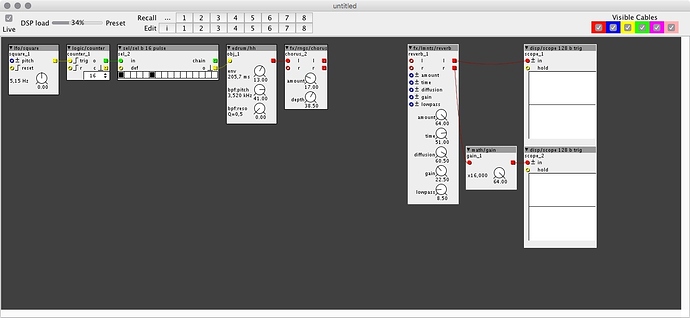 untitled
DSP load 34% Preset
Live
Recall ... 1 2 3 4 5 6 7 8
Edit i 1 2 3 4 5 6 7 8
Visible Cables
lfo/square
square_1
pitch
reset
5,15 Hz
0.00
logic/counter
counter_1
trig o
r c
16
sel/sel b 16 pulse
sel_2
in chain
def o
xdrum/hh
obj_1
env
205,7 ms
13.00
bpf:pitch
3,520 kHz
41.00
bpf:reso
Q=0,5
0.00
fx/rngs/chorus
chorus_2
l l
r r
amount
17.00
depth
38.50
fx/lmnts/reverb
reverb_1
l l
r r
amount
time
diffusion
gain
lowpass
amount
64.00
time
51.00
diffusion
60.50
gain
22.50
lowpass
8.50
math/gain
gain_1
x16,000
64.00
disp/scope 128 b trig
scope_1
in
hold
disp/scope 128 b trig
scope_2
in
hold